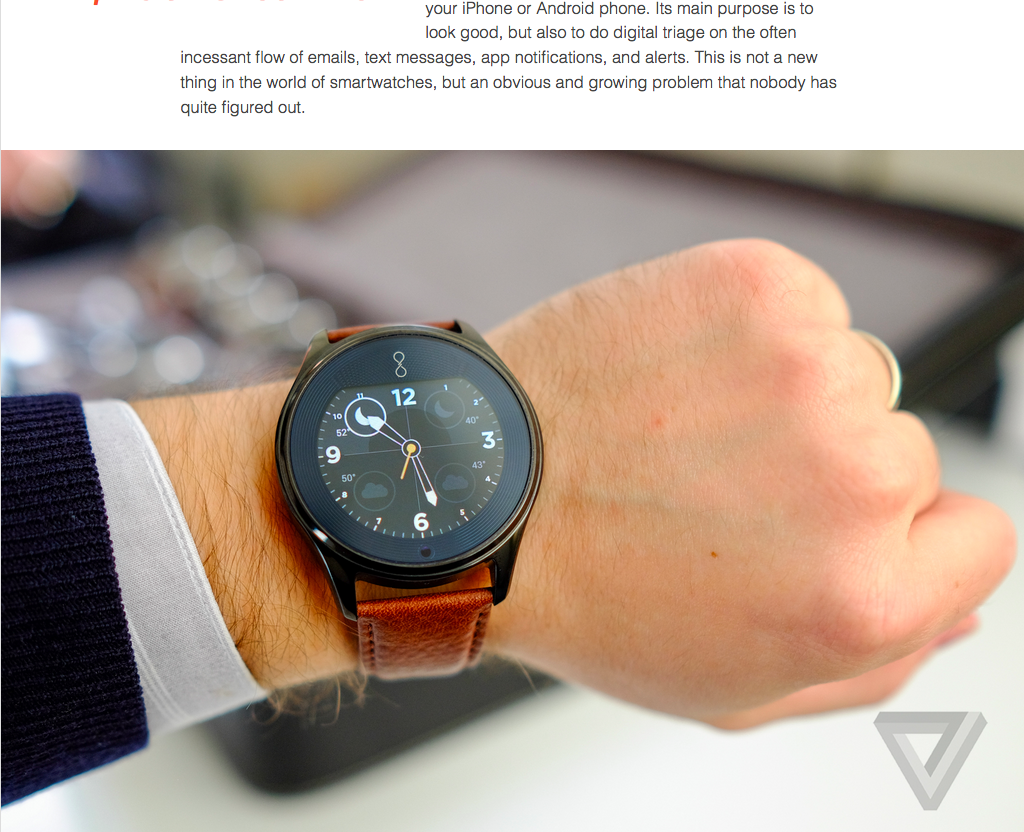 your iPhone or Android phone. Its main purpose is to
look good, but also to do digital triage on the often
incessant flow of emails, text messages, app notifications, and alerts. This is not a new
thing in the world of smartwatches, but an obvious and growing problem that nobody has
quite figured out.
11 12 1
10 2
52° 40°
9 3
50° 43°
8 4
7 6 5